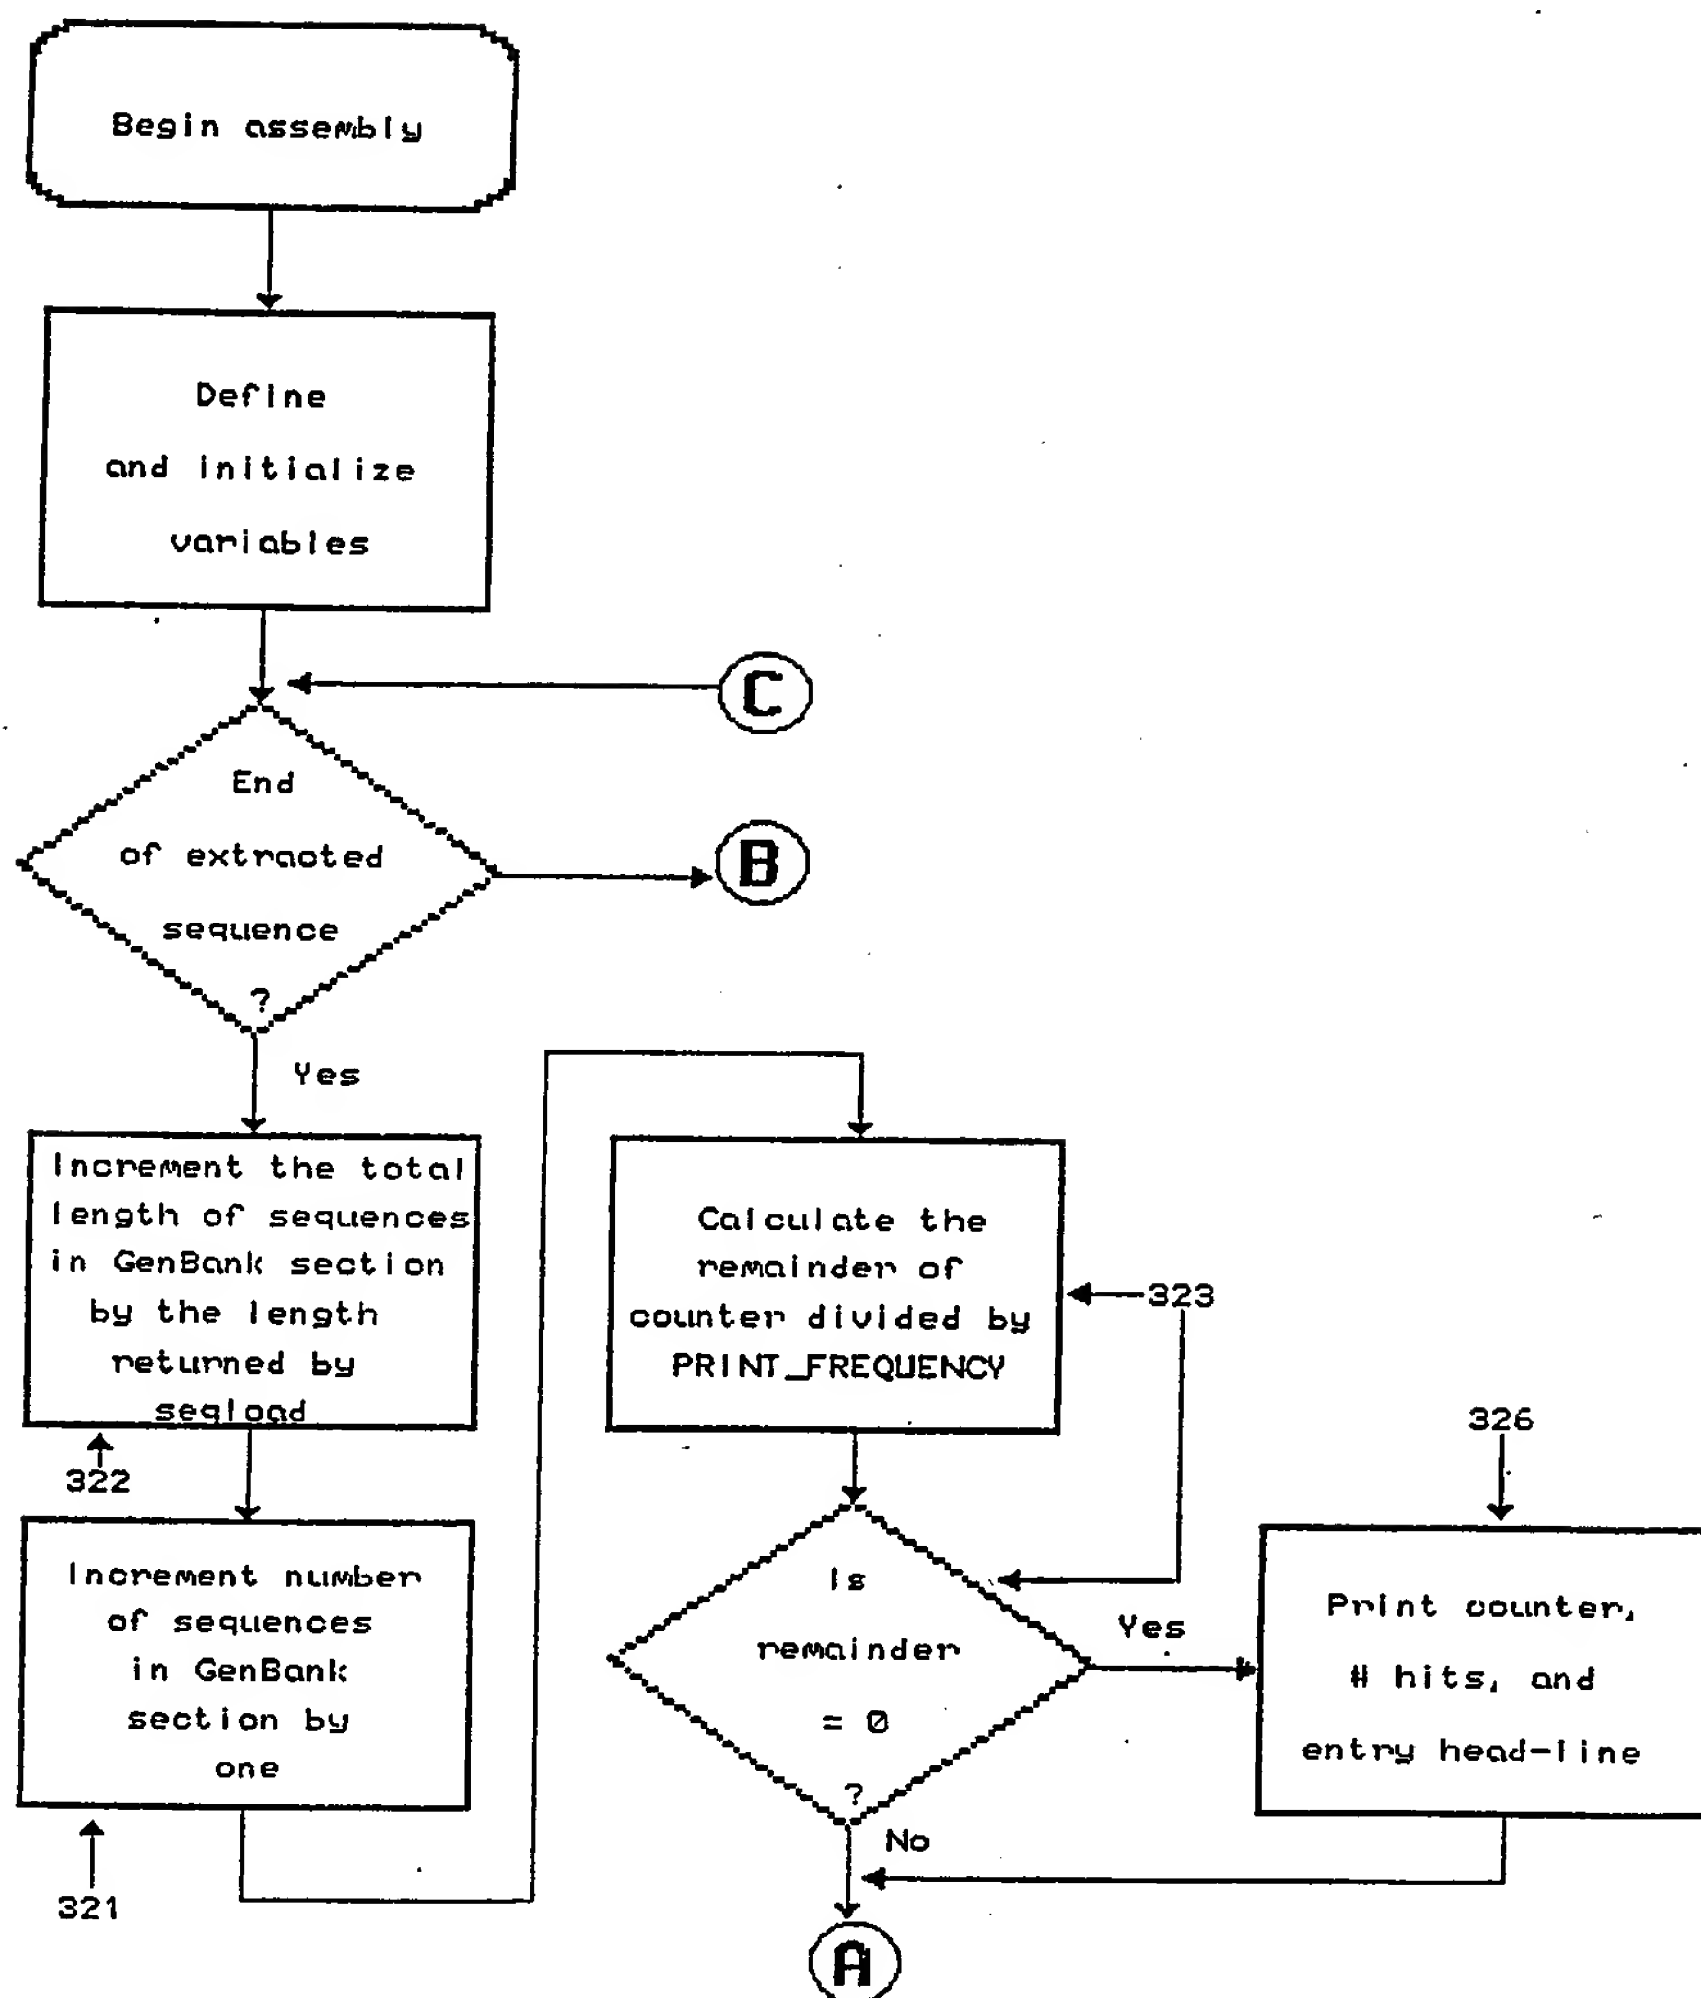 Begin assembly
Define
and initialize
variables
C
End
of extracted
sequence
?
B
Yes
Increment the total
length of sequences
in GenBank section
by the length
returned by
seqload
322
Increment number
of sequences
in GenBank
section by
one
321
Calculate the
remainder of
counter divided by
PRINT_FREQUENCY
323
Is
remainder
= 0
?
Yes
No
326
Print counter,
# hits, and
entry head-line
A